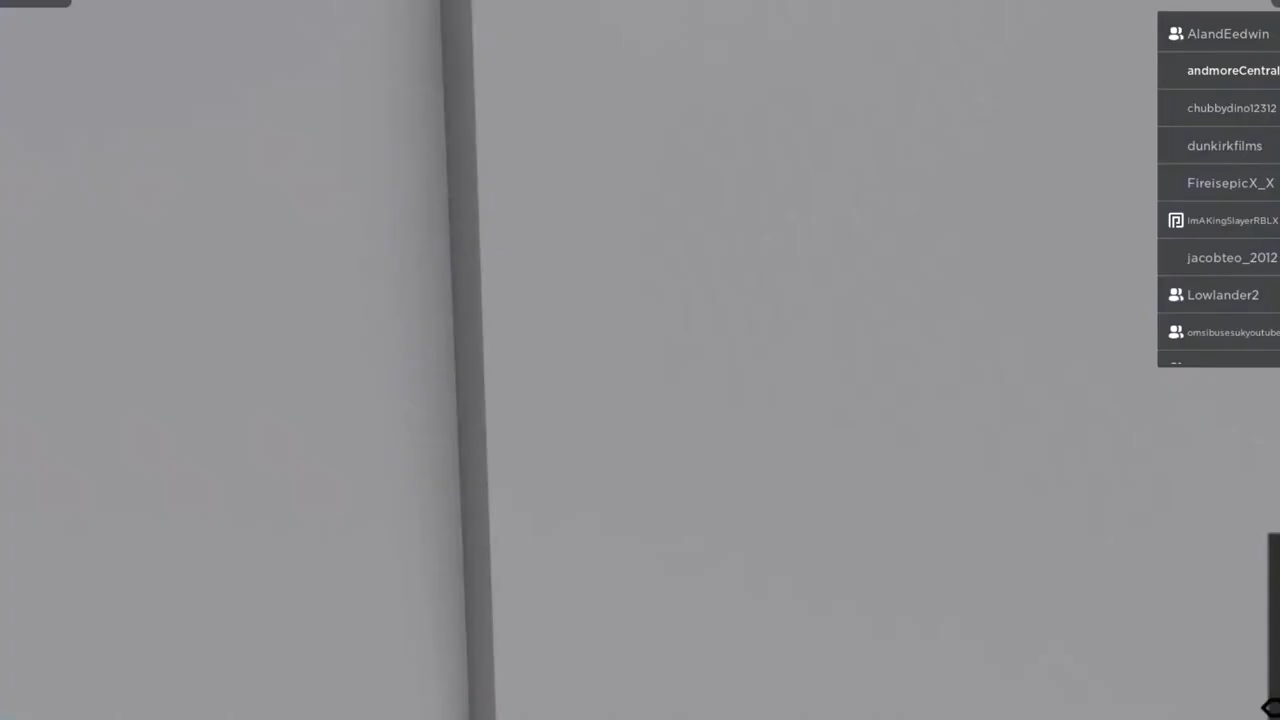 AlandEedwin
andmoreCentral
chubbydino12312
dunkirkfilms
FireisepicX_X
ImAKingSlayerRBLX
jacobteo_2012
Lowlander2
omsibusesukyoutube